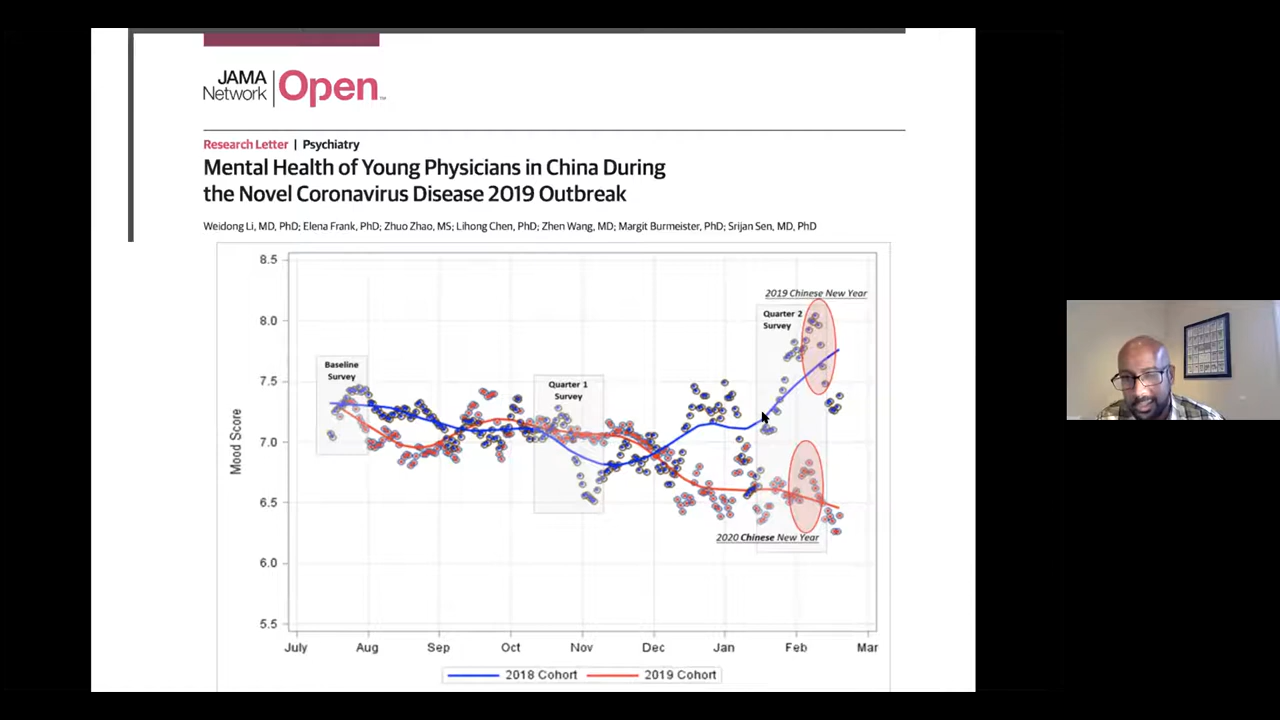 JAMA
Network
Open™
Research Letter | Psychiatry
Mental Health of Young Physicians in China During
the Novel Coronavirus Disease 2019 Outbreak
Weidong Li, MD, PhD; Elena Frank, PhD; Zhuo Zhao, MS; Lihong Chen, PhD; Zhen Wang, MD; Margit Burmeister, PhD; Srijan Sen, MD, PhD
8.5
2019 Chinese New Year
8.0
Quarter 2
Survey
Baseline
Survey
7.5
Quarter 1
Survey
7.0
Mood Score
6.5
2020 Chinese New Year
6.0
5.5
July
Aug
Sep
Oct
Nov
Dec
Jan
Feb
Mar
2018 Cohort
2019 Cohort